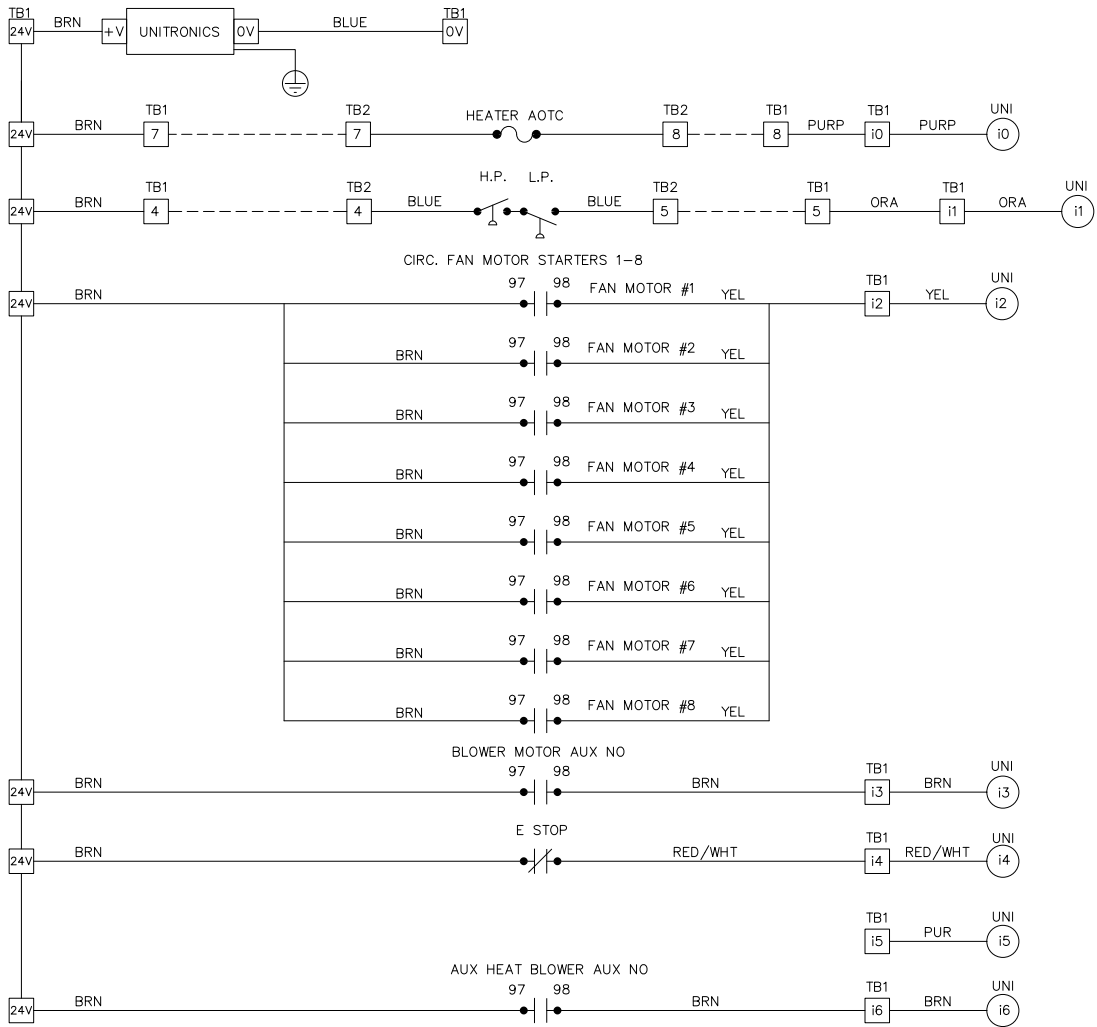 TB1 TB1
24V BRN +V UNITRONICS 0V BLUE 0V
TB1 TB2 HEATER AOTC TB2 TB1 TB1 UNI
24V BRN 7 7 8 8 PURP i0 PURP i0
H.P. L.P.
TB1 TB2 TB2 TB1 TB1 UNI
24V BRN 4 4 BLUE BLUE 5 5 ORA i1 ORA i1
CIRC. FAN MOTOR STARTERS 1-8
97 98 FAN MOTOR #1 TB1 UNI
24V BRN YEL i2 YEL i2
97 98 FAN MOTOR #2
BRN YEL
97 98 FAN MOTOR #3
BRN YEL
97 98 FAN MOTOR #4
BRN YEL
97 98 FAN MOTOR #5
BRN YEL
97 98 FAN MOTOR #6
BRN YEL
97 98 FAN MOTOR #7
BRN YEL
97 98 FAN MOTOR #8
BRN YEL
BLOWER MOTOR AUX NO
97 98 TB1 UNI
24V BRN BRN i3 BRN i3
E STOP TB1 UNI
24V BRN RED/WHT i4 RED/WHT i4
TB1 UNI
i5 PUR i5
AUX HEAT BLOWER AUX NO
97 98 TB1 UNI
24V BRN BRN i6 BRN i6